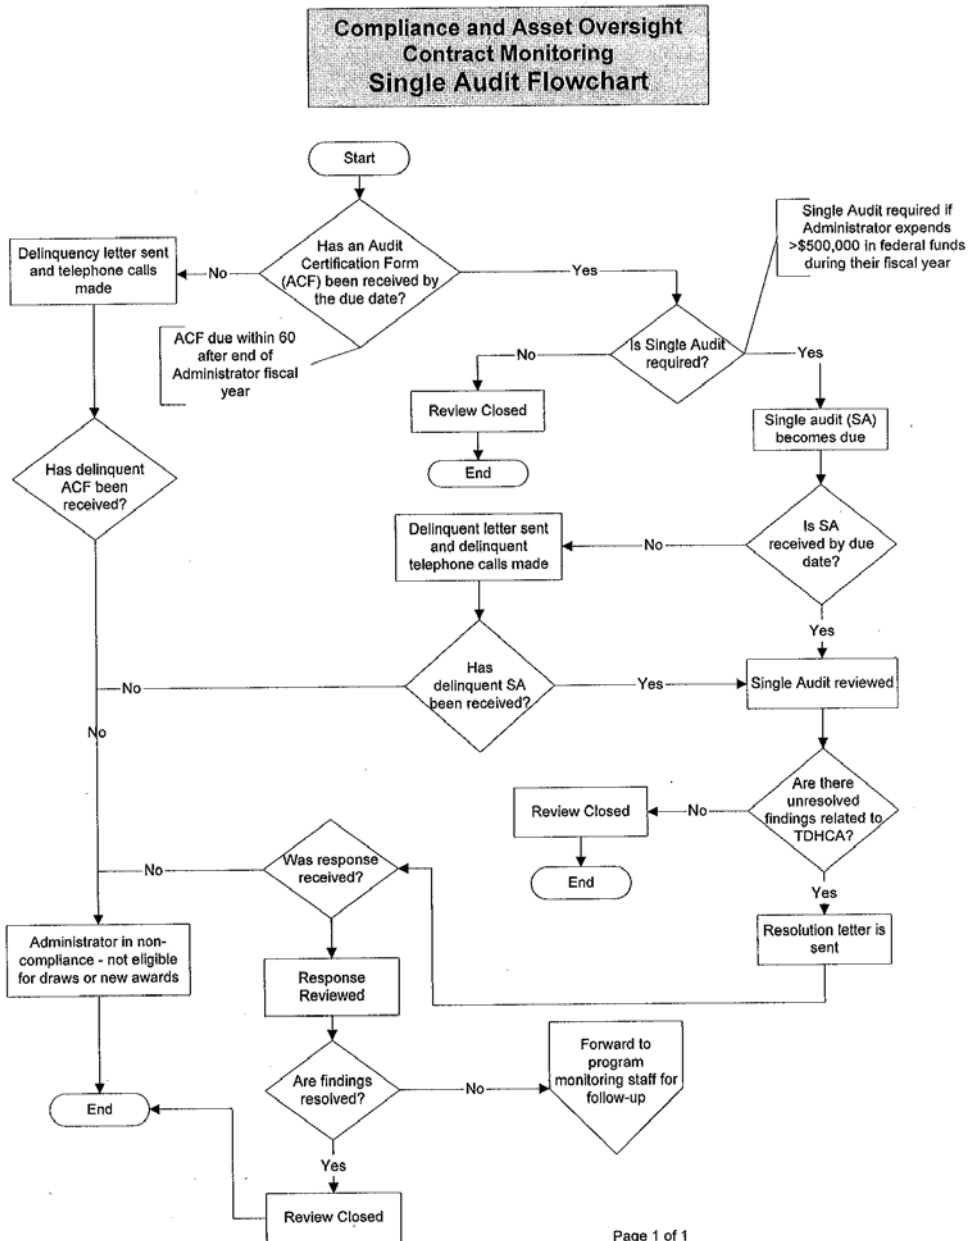 Compliance and Asset Oversight
Contract Monitoring
Single Audit Flowchart
Start
Single Audit required if
Administrator expends
>$500,000 in federal funds
during their fiscal year
Delinquency letter sent
and telephone calls
made
No
Has an Audit
Certification Form
(ACF) been received by
the due date?
Yes
ACF due within 60
after end of
Administrator fiscal
year
No
Is Single Audit
required?
Yes
Review Closed
Single audit (SA)
becomes due
End
Has delinquent
ACF been
received?
Delinquent letter sent
and delinquent
telephone calls made
No
Is SA
received by due
date?
Yes
No
Has
delinquent SA
been received?
Yes
Single Audit reviewed
No
Are there
unresolved
findings related to
TDHCA?
Review Closed
No
End
Yes
No
Was response
received?
Administrator in non-
compliance - not eligible
for draws or new awards
Resolution letter is
sent
Response
Reviewed
Forward to
program
monitoring staff for
follow-up
Are findings
resolved?
No
End
Yes
Review Closed
Page 1 of 1